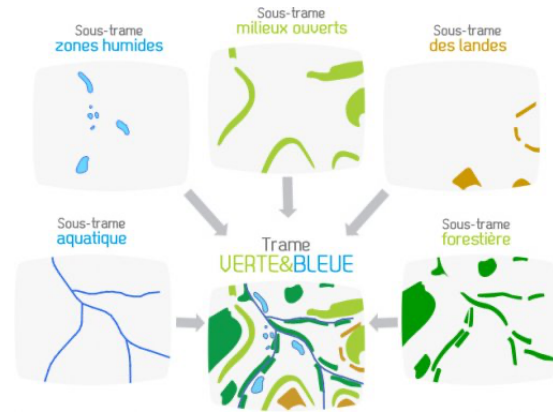 Sous-trame
zones humides
Sous-trame
milieux ouverts
Sous-trame
des landes
Sous-trame
aquatique
Trame
VERTE&BLEUE
Sous-trame
forestière